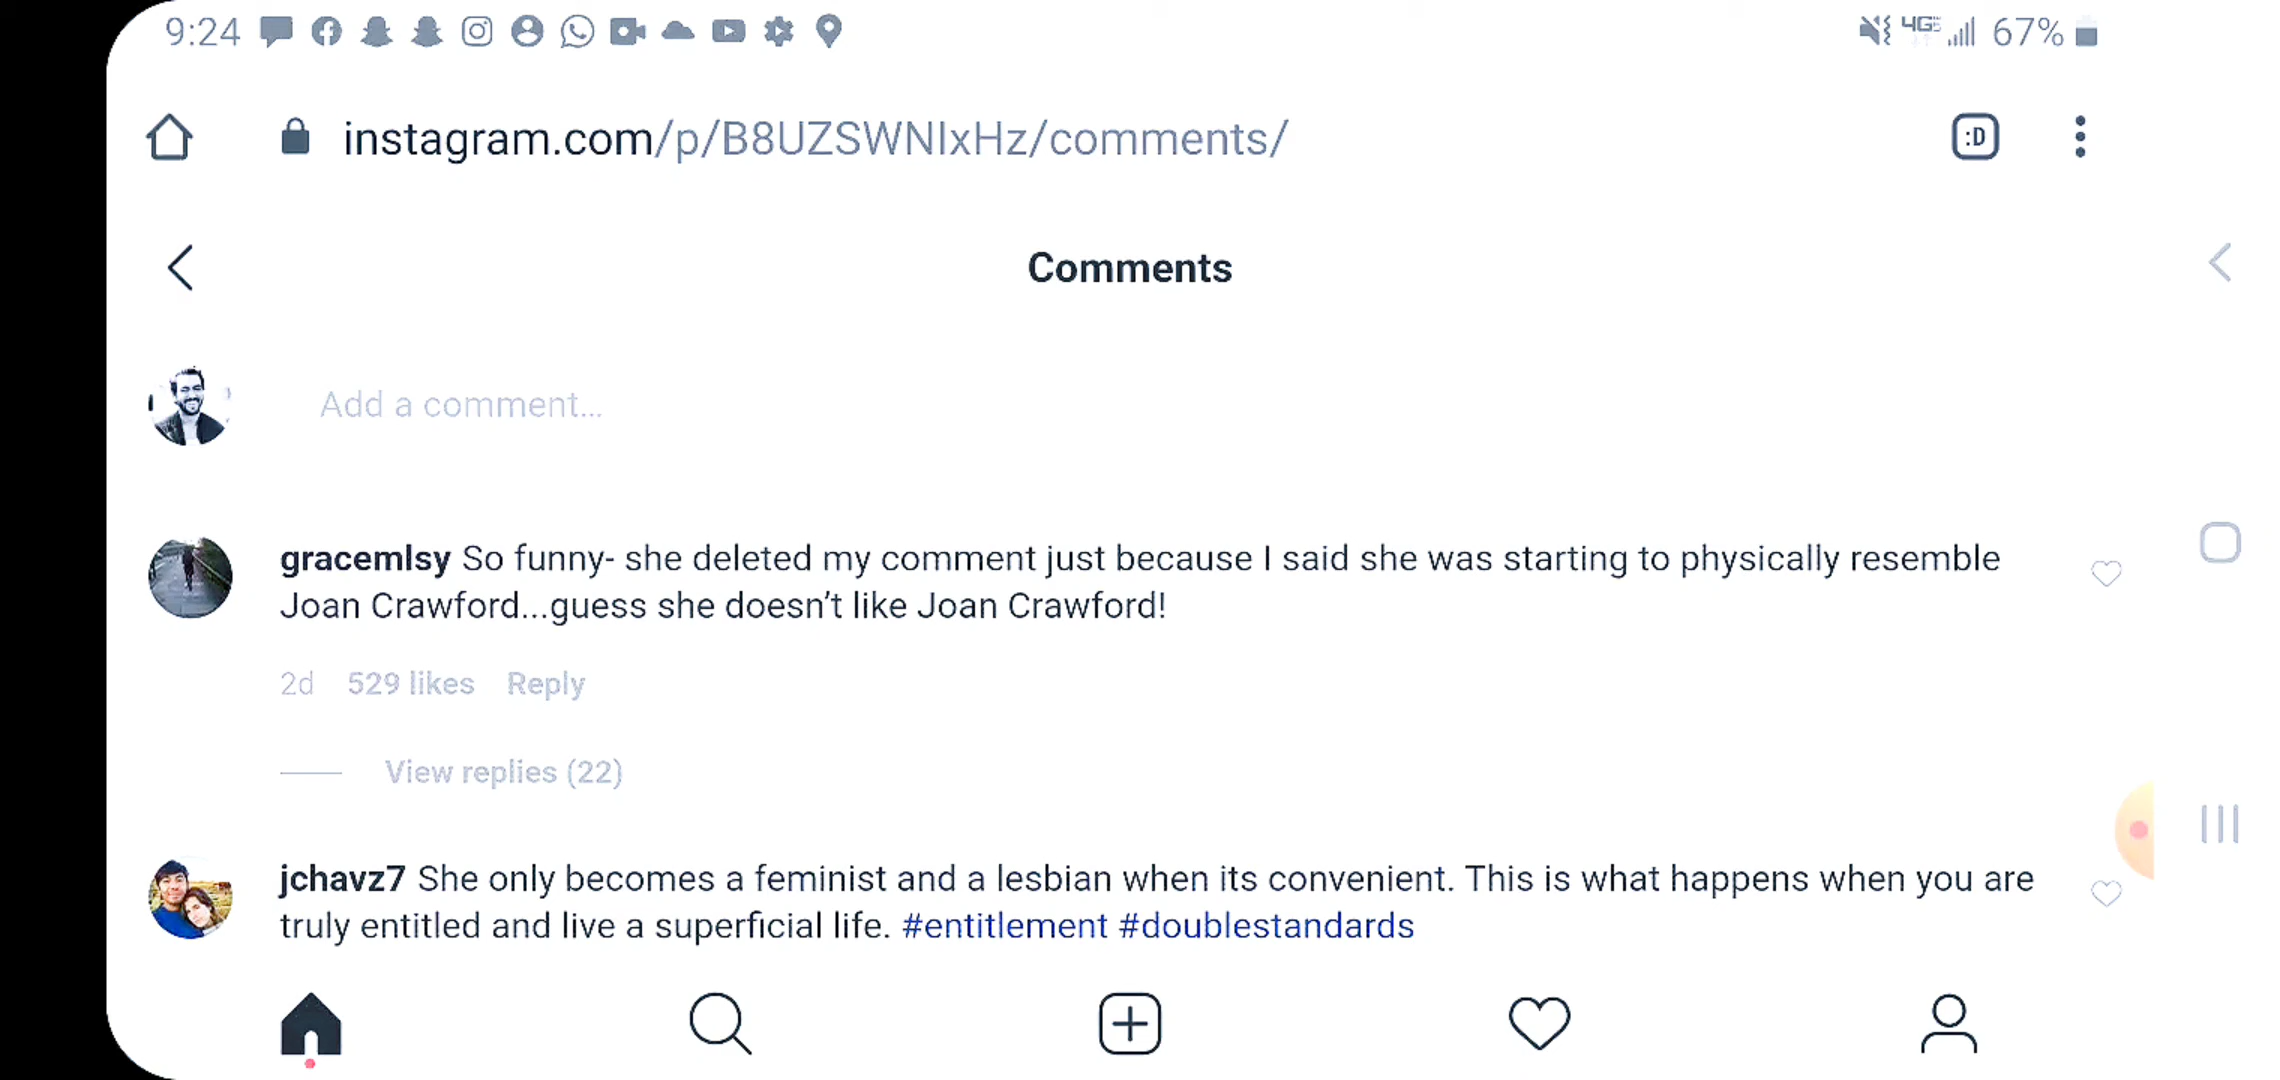 9:24 4GE 67%
instagram.com/p/B8UZSWNIxHz/comments/ :D
Comments
Add a comment...
gracemlsy So funny- she deleted my comment just because I said she was starting to physically resemble
Joan Crawford...guess she doesn't like Joan Crawford!
2d 529 likes Reply
View replies (22)
jchavz7 She only becomes a feminist and a lesbian when its convenient. This is what happens when you are
truly entitled and live a superficial life. #entitlement #doublestandards